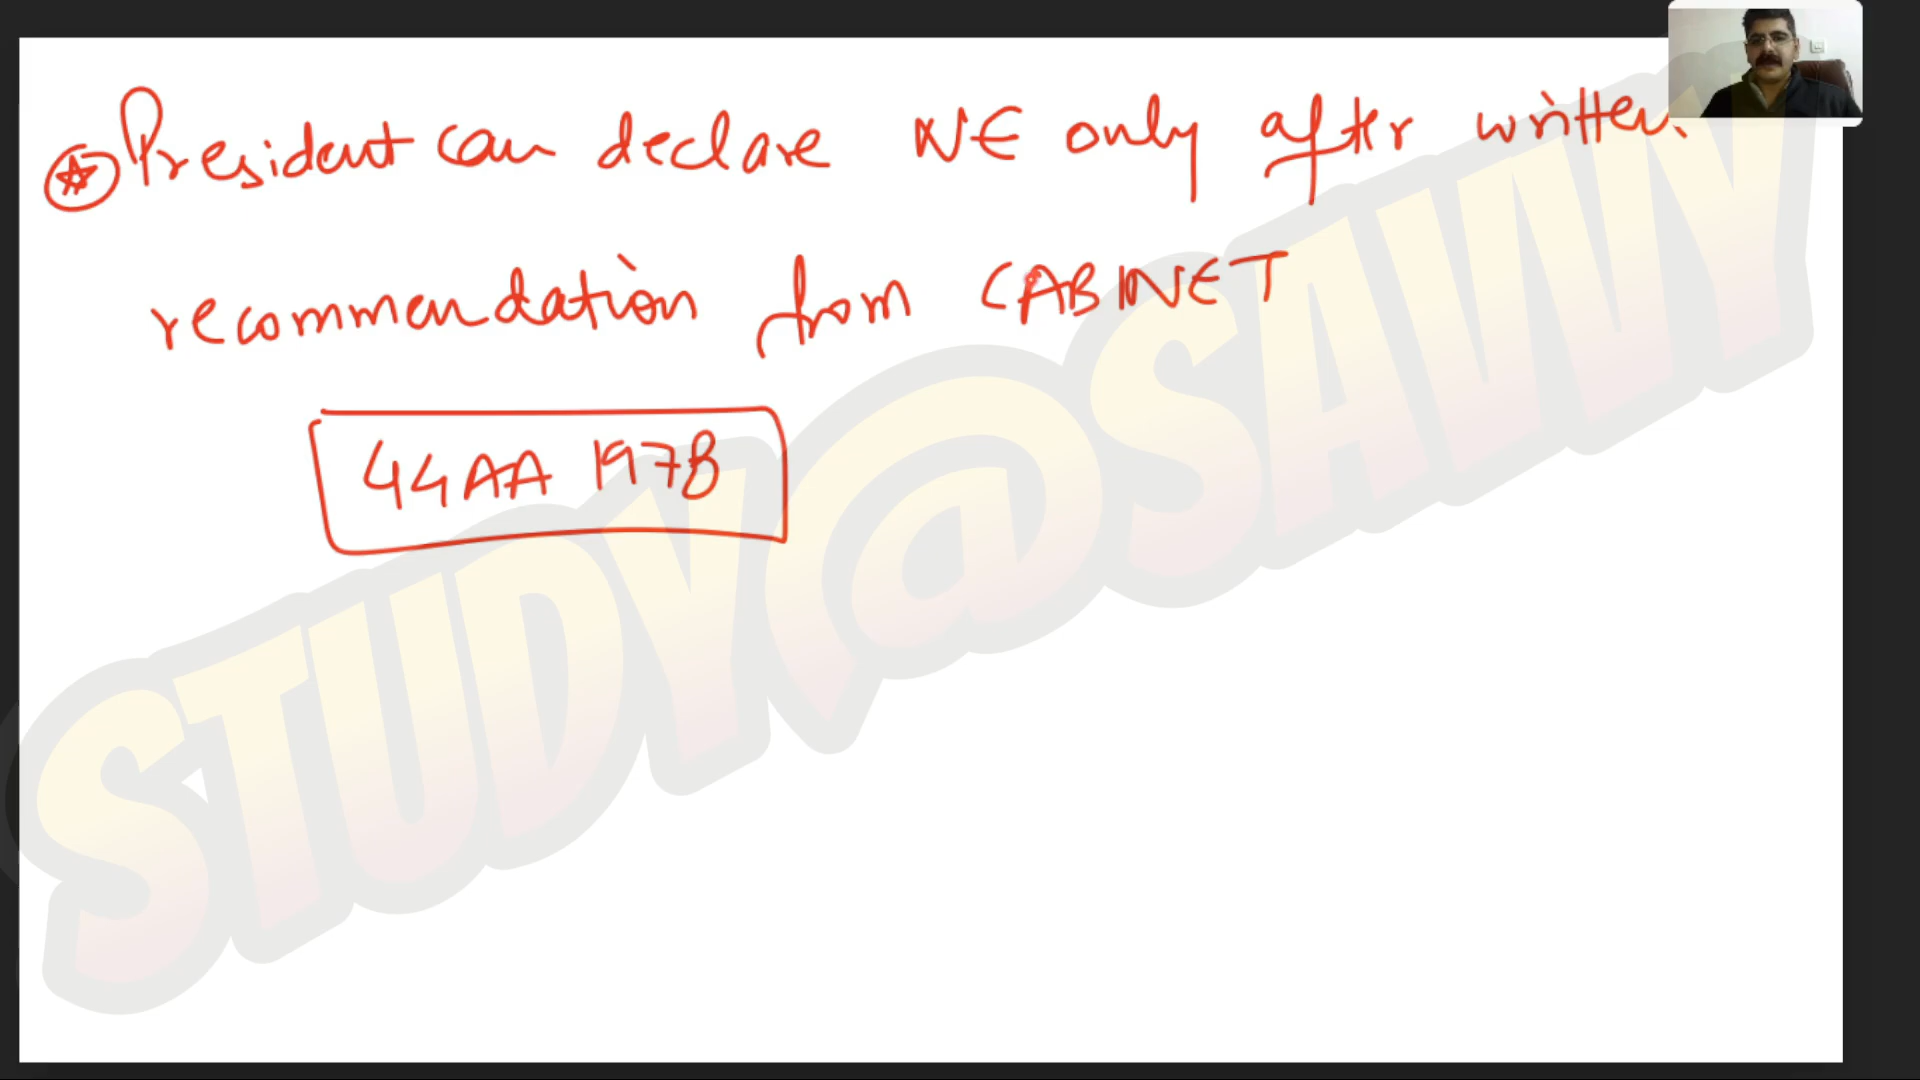 President can declare NE only after written
recommendation from CABINET
44AA 1978
STUDY@SAVVY